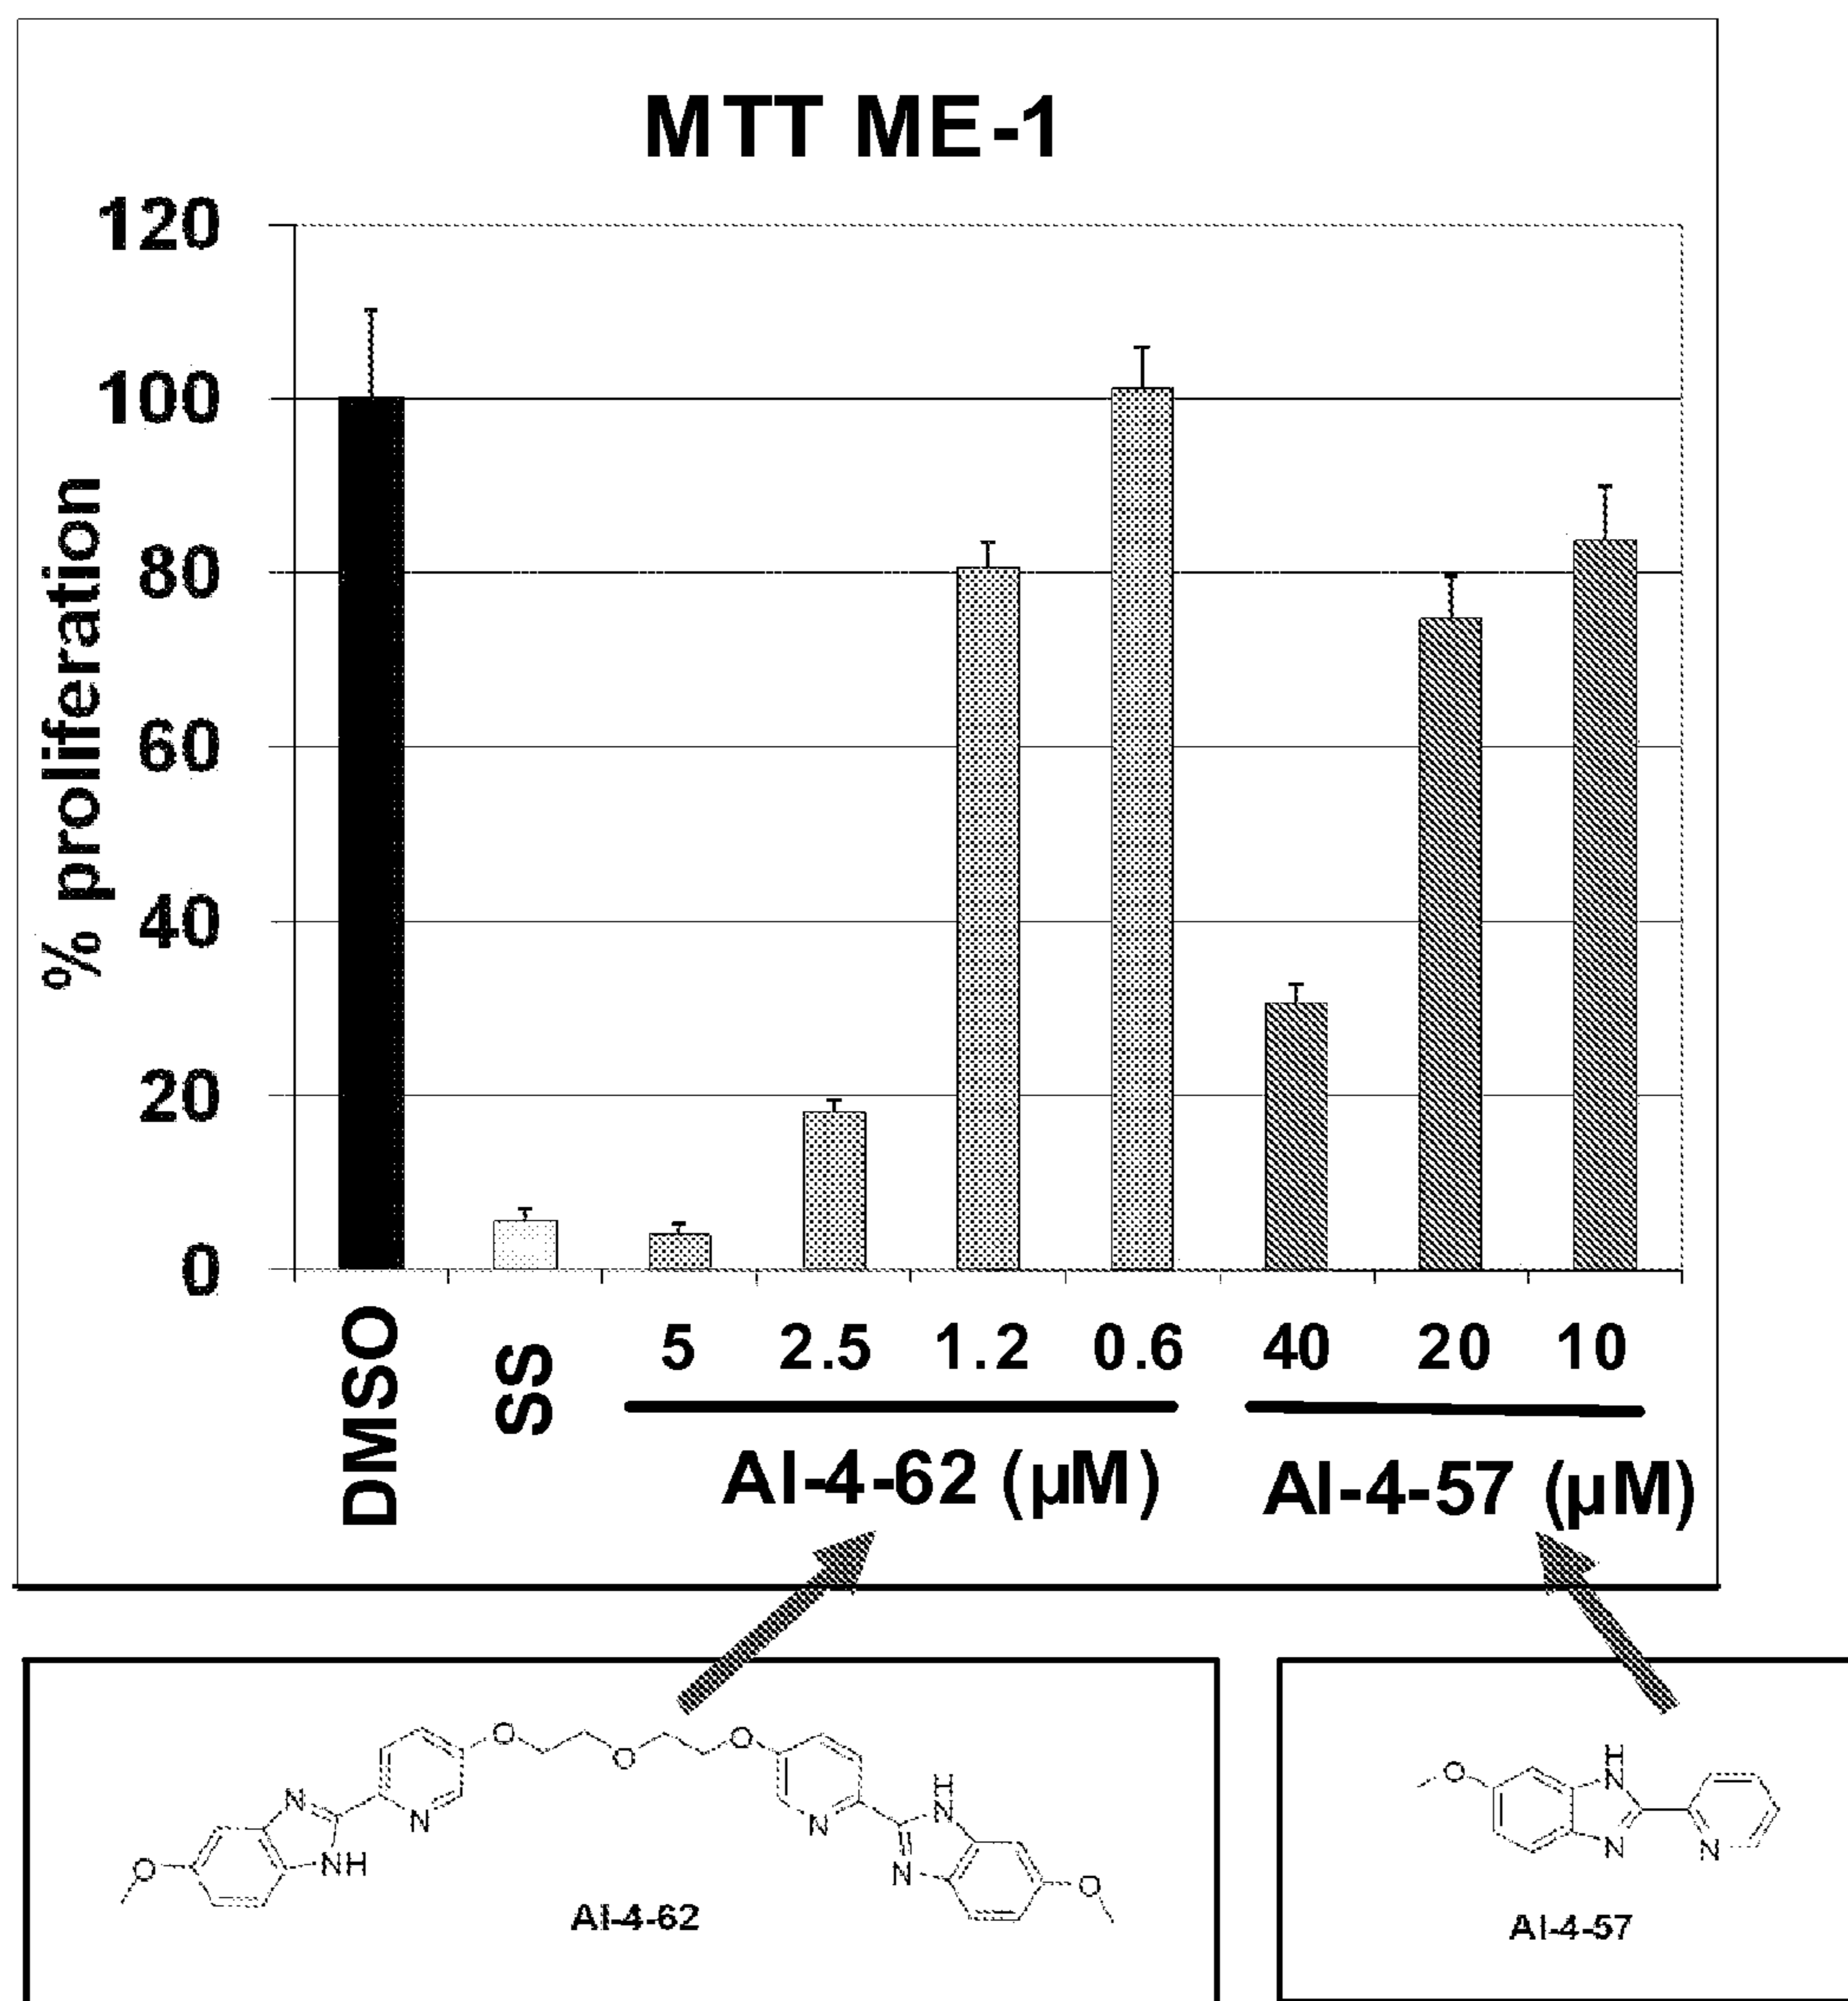 MTT ME-1
120
100
80
60
40
20
0
% proliferation
DMSO
SS
5 2.5 1.2 0.6 40 20 10
AI-4-62 (µM) AI-4-57 (µM)
O O O
N N N H N
NH N N
O O
AI-4-62
H
O N
N N
AI-4-57